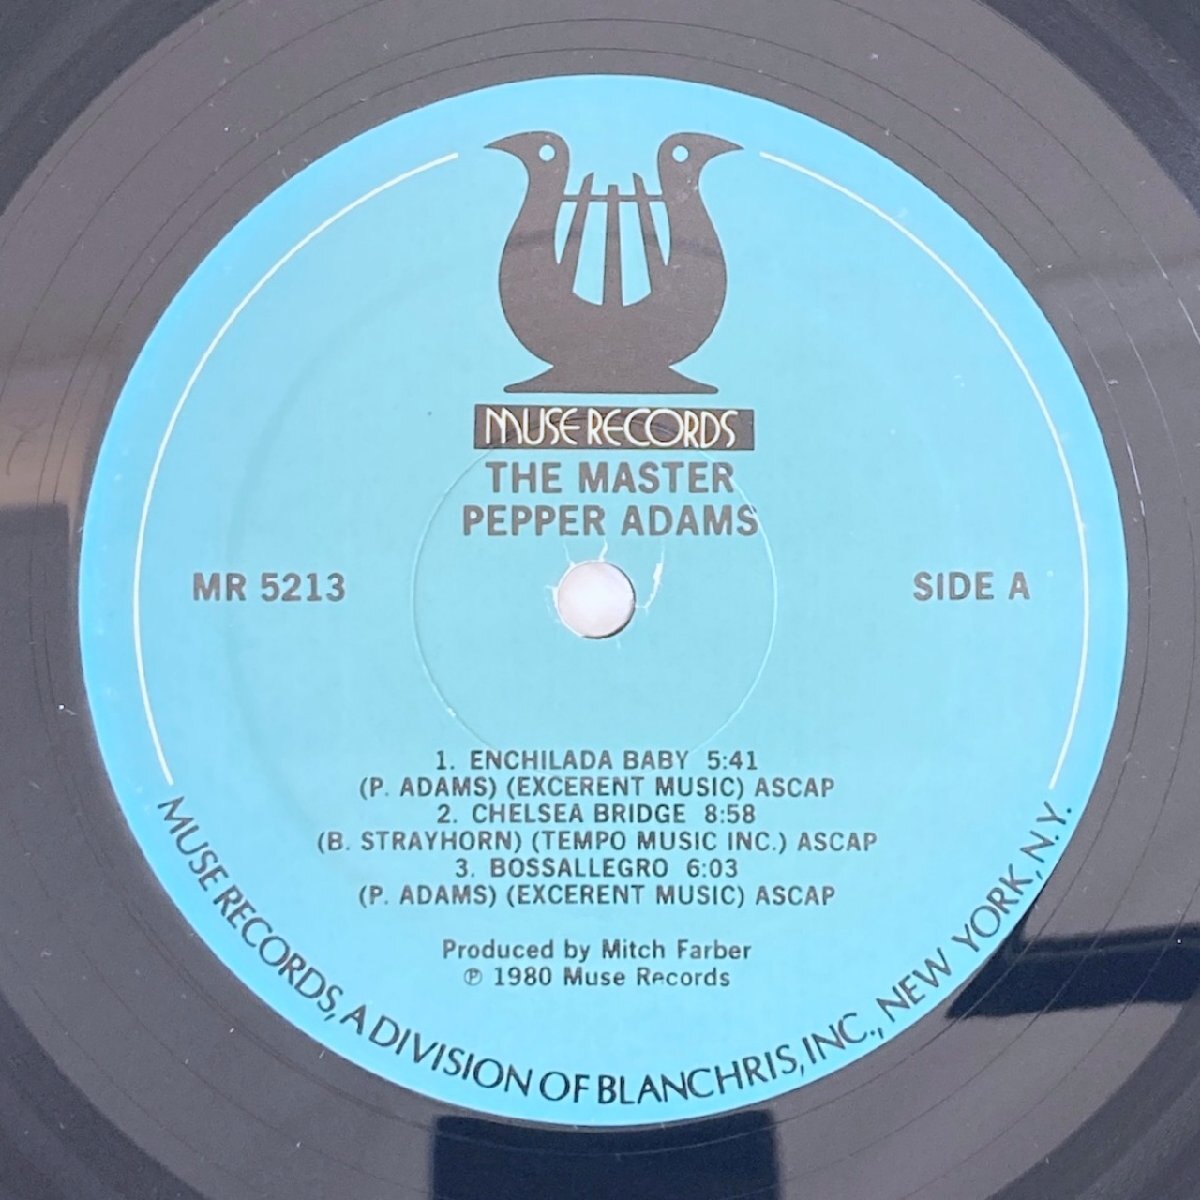 MUSE RECORDS
THE MASTER
PEPPER ADAMS
MR 5213
SIDE A
1. ENCHILADA BABY 5:41
(P. ADAMS) (EXCERENT MUSIC) ASCAP
2. CHELSEA BRIDGE 8:58
(B. STRAYHORN) (TEMPO MUSIC INC.) ASCAP
3. BOSSALLEGRO 6:03
(P. ADAMS) (EXCERENT MUSIC) ASCAP
Produced by Mitch Farber
℗ 1980 Muse Records
MUSE RECORDS, A DIVISION OF BLANCHRIS, INC., NEW YORK, N.Y.